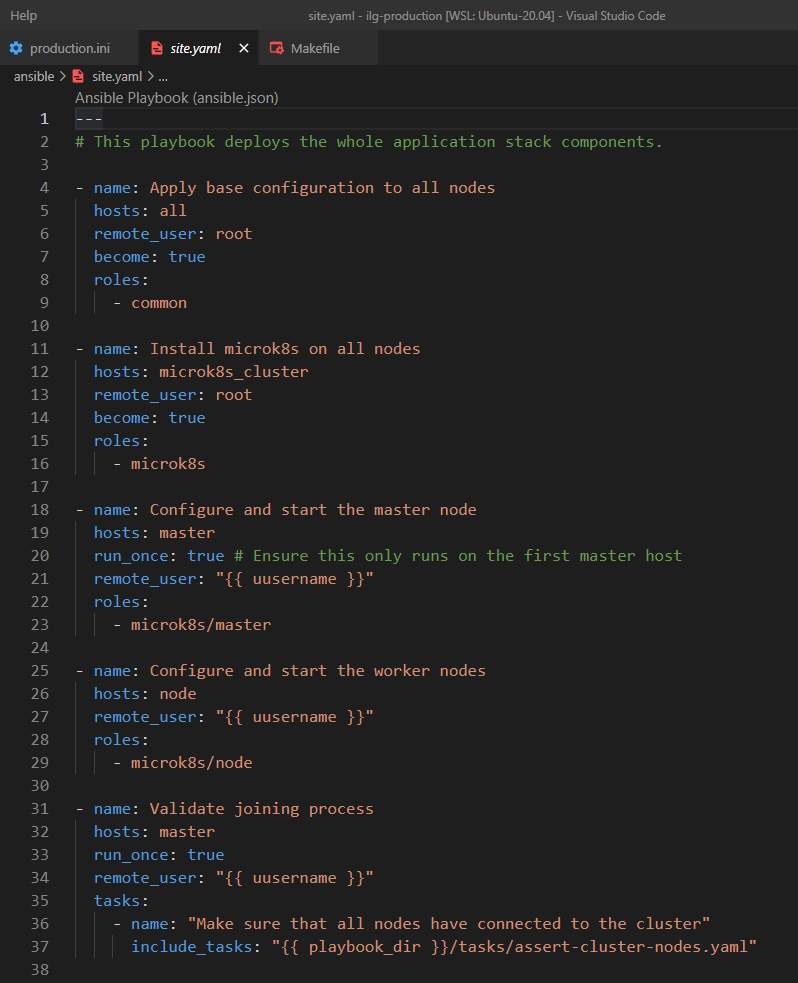 Help
site.yaml - ilg-production [WSL: Ubuntu-20.04] - Visual Studio Code
production.ini
site.yaml
Makefile
ansible > site.yaml > ...
Ansible Playbook (ansible.json)
1 ---
2 # This playbook deploys the whole application stack components.
3
4 - name: Apply base configuration to all nodes
5 hosts: all
6 remote_user: root
7 become: true
8 roles:
9 - common
10
11 - name: Install microk8s on all nodes
12 hosts: microk8s_cluster
13 remote_user: root
14 become: true
15 roles:
16 - microk8s
17
18 - name: Configure and start the master node
19 hosts: master
20 run_once: true # Ensure this only runs on the first master host
21 remote_user: "{{ uusername }}"
22 roles:
23 - microk8s/master
24
25 - name: Configure and start the worker nodes
26 hosts: node
27 remote_user: "{{ uusername }}"
28 roles:
29 - microk8s/node
30
31 - name: Validate joining process
32 hosts: master
33 run_once: true
34 remote_user: "{{ uusername }}"
35 tasks:
36 - name: "Make sure that all nodes have connected to the cluster"
37 include_tasks: "{{ playbook_dir }}/tasks/assert-cluster-nodes.yaml"
38